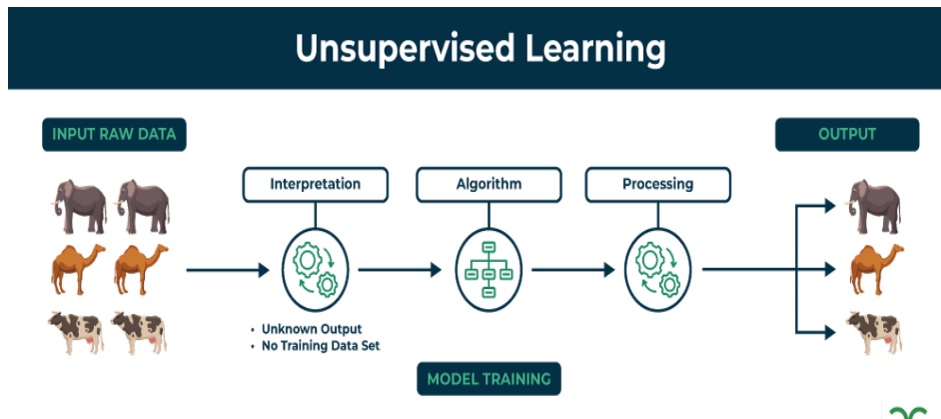 Unsupervised Learning
INPUT RAW DATA
OUTPUT
Interpretation
Algorithm
Processing
• Unknown Output
• No Training Data Set
MODEL TRAINING